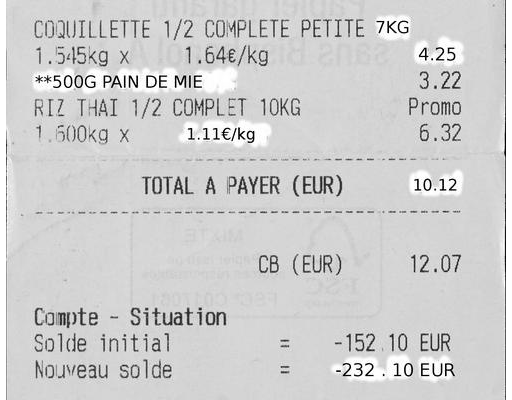 COQUILLETTE 1/2 COMPLETE PETITE 7KG
1.545kg x 1.64€/kg 4.25
**500G PAIN DE MIE 3.22
RIZ THAI 1/2 COMPLET 10KG Promo
1.600kg x 1.11€/kg 6.32
TOTAL A PAYER (EUR) 10.12
CB (EUR) 12.07
Compte - Situation
Solde initial = -152.10 EUR
Nouveau solde = -232 . 10 EUR